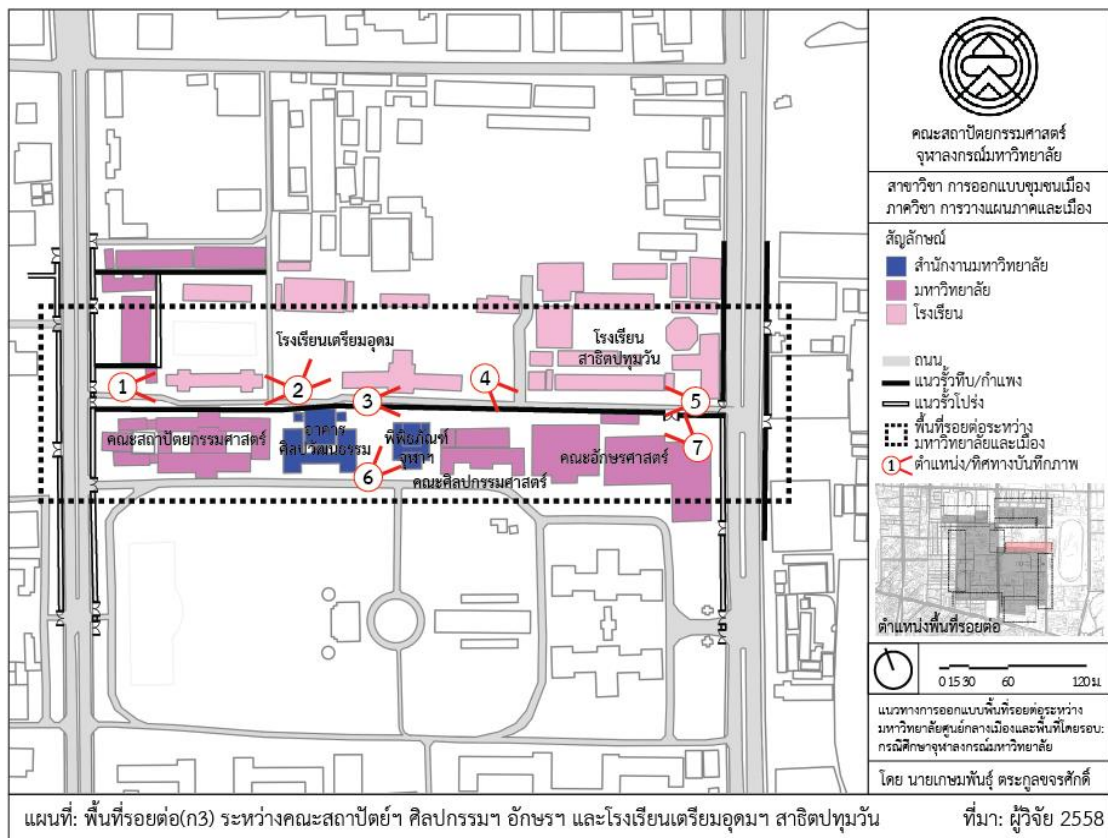 คณะสถาปัตยกรรมศาสตร์
จุฬาลงกรณ์มหาวิทยาลัย
สาขาวิชา การออกแบบชุมชนเมือง
ภาควิชา การวางแผนภาคและเมือง
สัญลักษณ์
สำนักงานมหาวิทยาลัย
มหาวิทยาลัย
โรงเรียน
ถนน
แนวรั้วทึบ/กำแพง
แนวรั้วโปร่ง
พื้นที่รอยต่อระหว่าง
มหาวิทยาลัยและเมือง
1 ตำแหน่ง/ทิศทางบันทึกภาพ
ตำแหน่งพื้นที่รอยต่อ
0 15 30 60 120 ม.
แนวทางการออกแบบพื้นที่รอยต่อระหว่าง
มหาวิทยาลัยศูนย์กลางเมืองและพื้นที่โดยรอบ:
กรณีศึกษาจุฬาลงกรณ์มหาวิทยาลัย
โดย นายเกษมพันธุ์ ตระกูลขจรศักดิ์
โรงเรียนเตรียมอุดม
โรงเรียน
สาธิตปทุมวัน
1
2
3
4
5
คณะสถาปัตยกรรมศาสตร์
อาคาร
ศิลปวัฒนธรรม
พิพิธภัณฑ์
จุฬาฯ
6
คณะศิลปกรรมศาสตร์
คณะอักษรศาสตร์
7
แผนที่: พื้นที่รอยต่อ(ก3) ระหว่างคณะสถาปัตย์ฯ ศิลปกรรมฯ อักษรฯ และโรงเรียนเตรียมอุดมฯ สาธิตปทุมวัน
ที่มา: ผู้วิจัย 2558